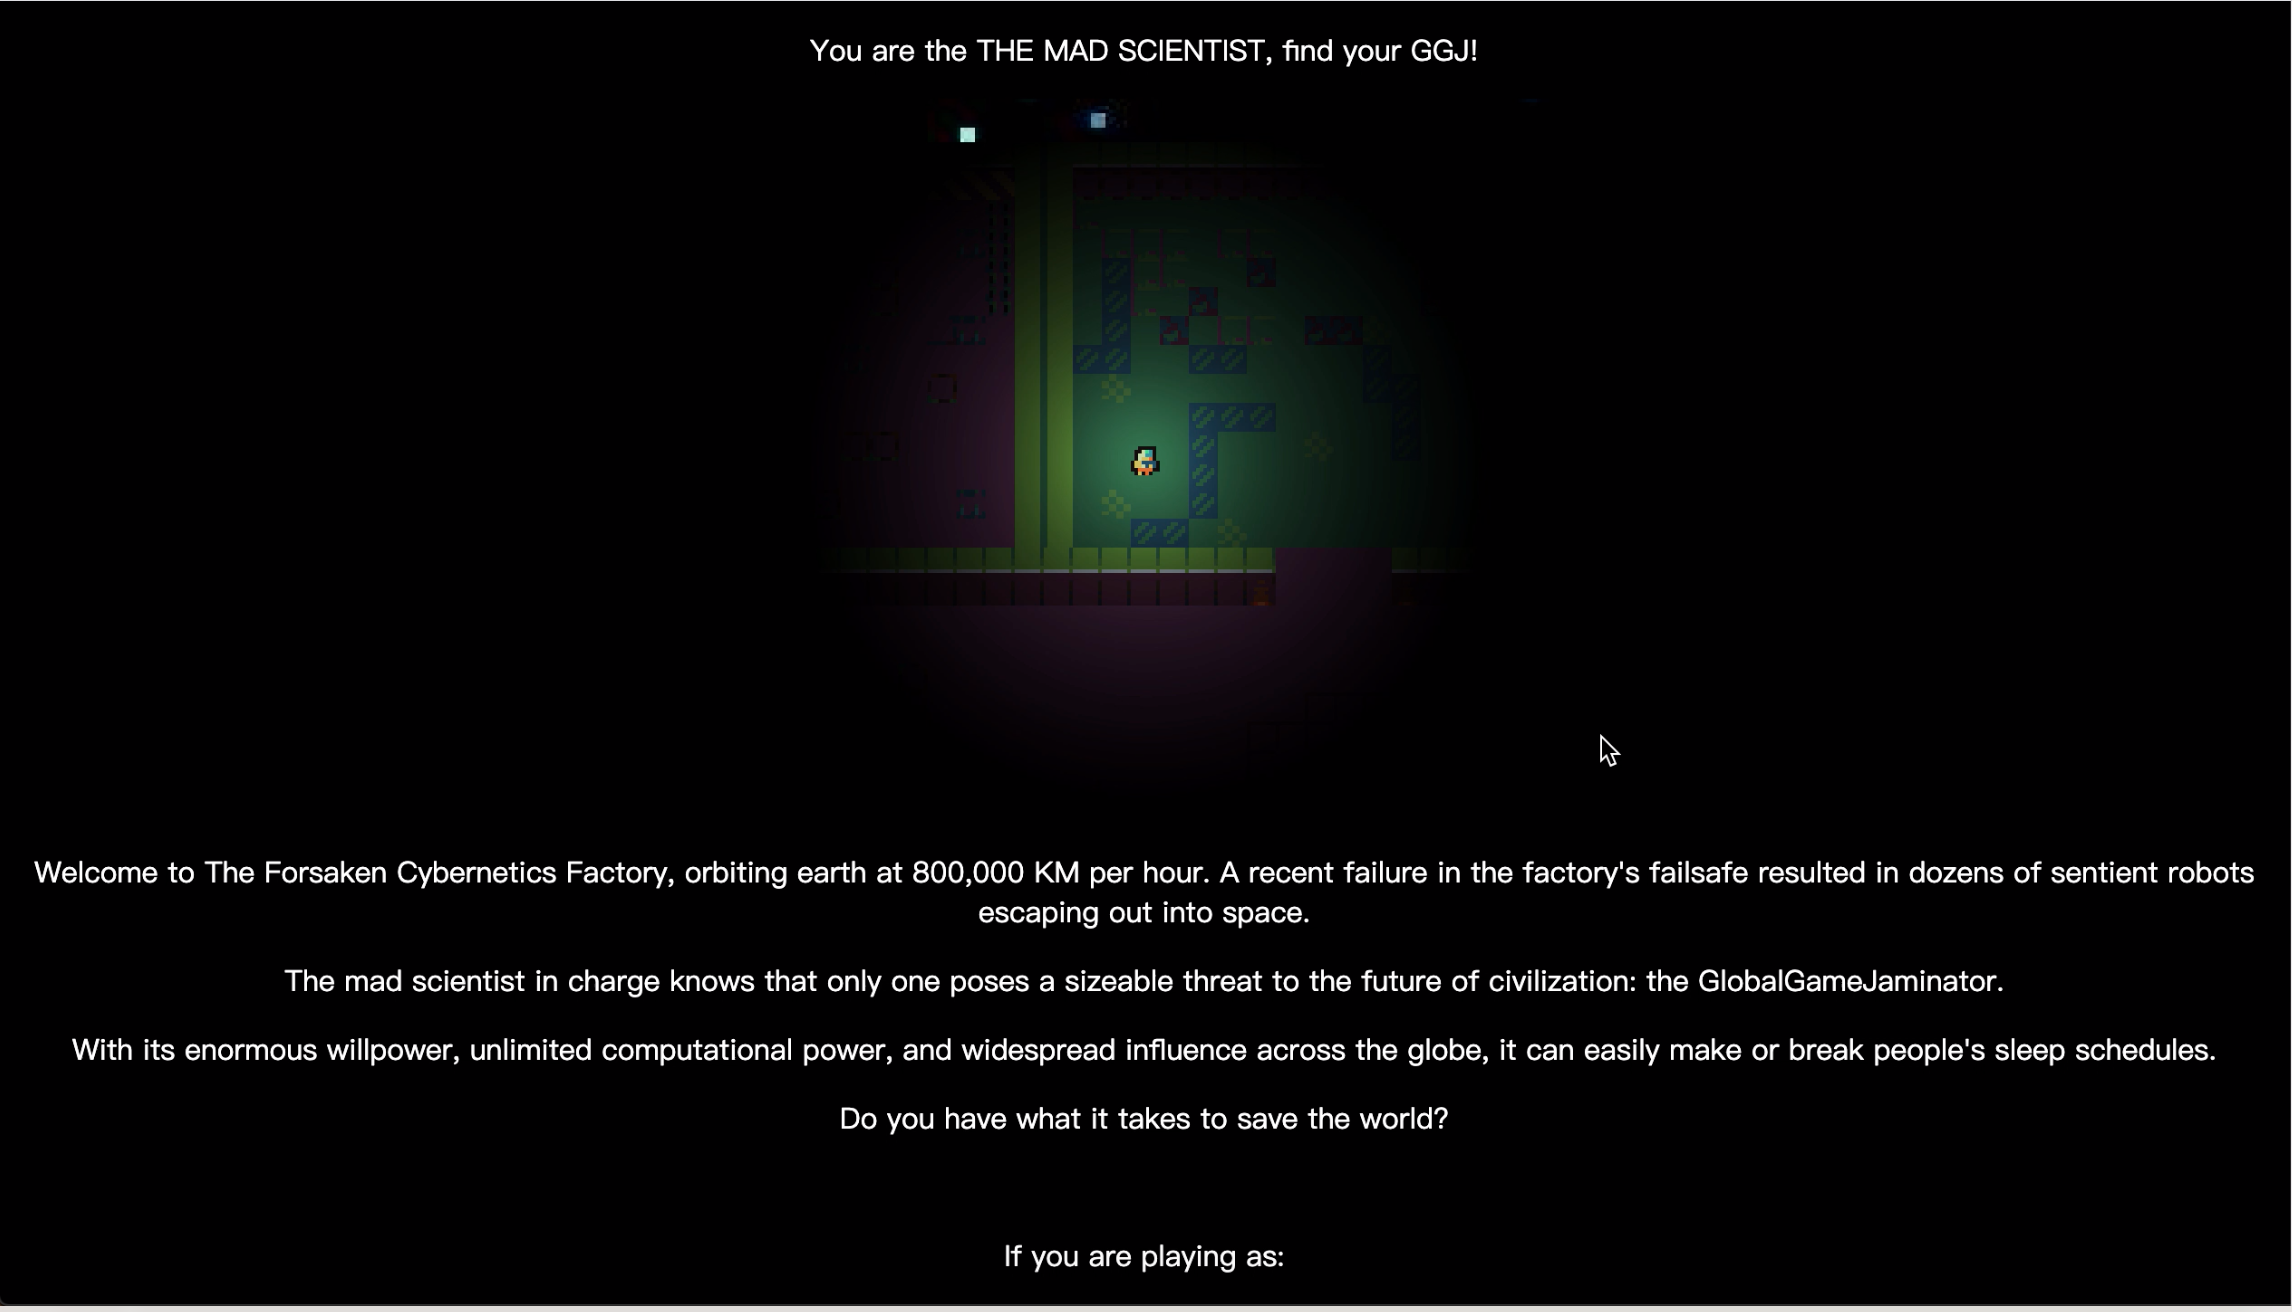 You are the THE MAD SCIENTIST, find your GGJ!
Welcome to The Forsaken Cybernetics Factory, orbiting earth at 800,000 KM per hour. A recent failure in the factory's failsafe resulted in dozens of sentient robots
escaping out into space.
The mad scientist in charge knows that only one poses a sizeable threat to the future of civilization: the GlobalGameJaminator.
With its enormous willpower, unlimited computational power, and widespread influence across the globe, it can easily make or break people's sleep schedules.
Do you have what it takes to save the world?
If you are playing as: